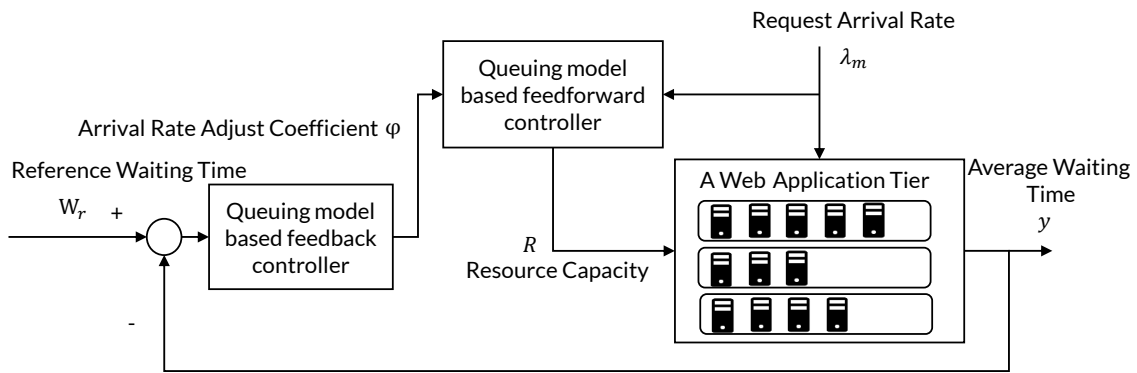 Request Arrival Rate
λ_m
Queuing model
based feedforward
controller
Arrival Rate Adjust Coefficient φ
Reference Waiting Time
W_r
+
Queuing model
based feedback
controller
-
R
Resource Capacity
A Web Application Tier
Average Waiting
Time
y